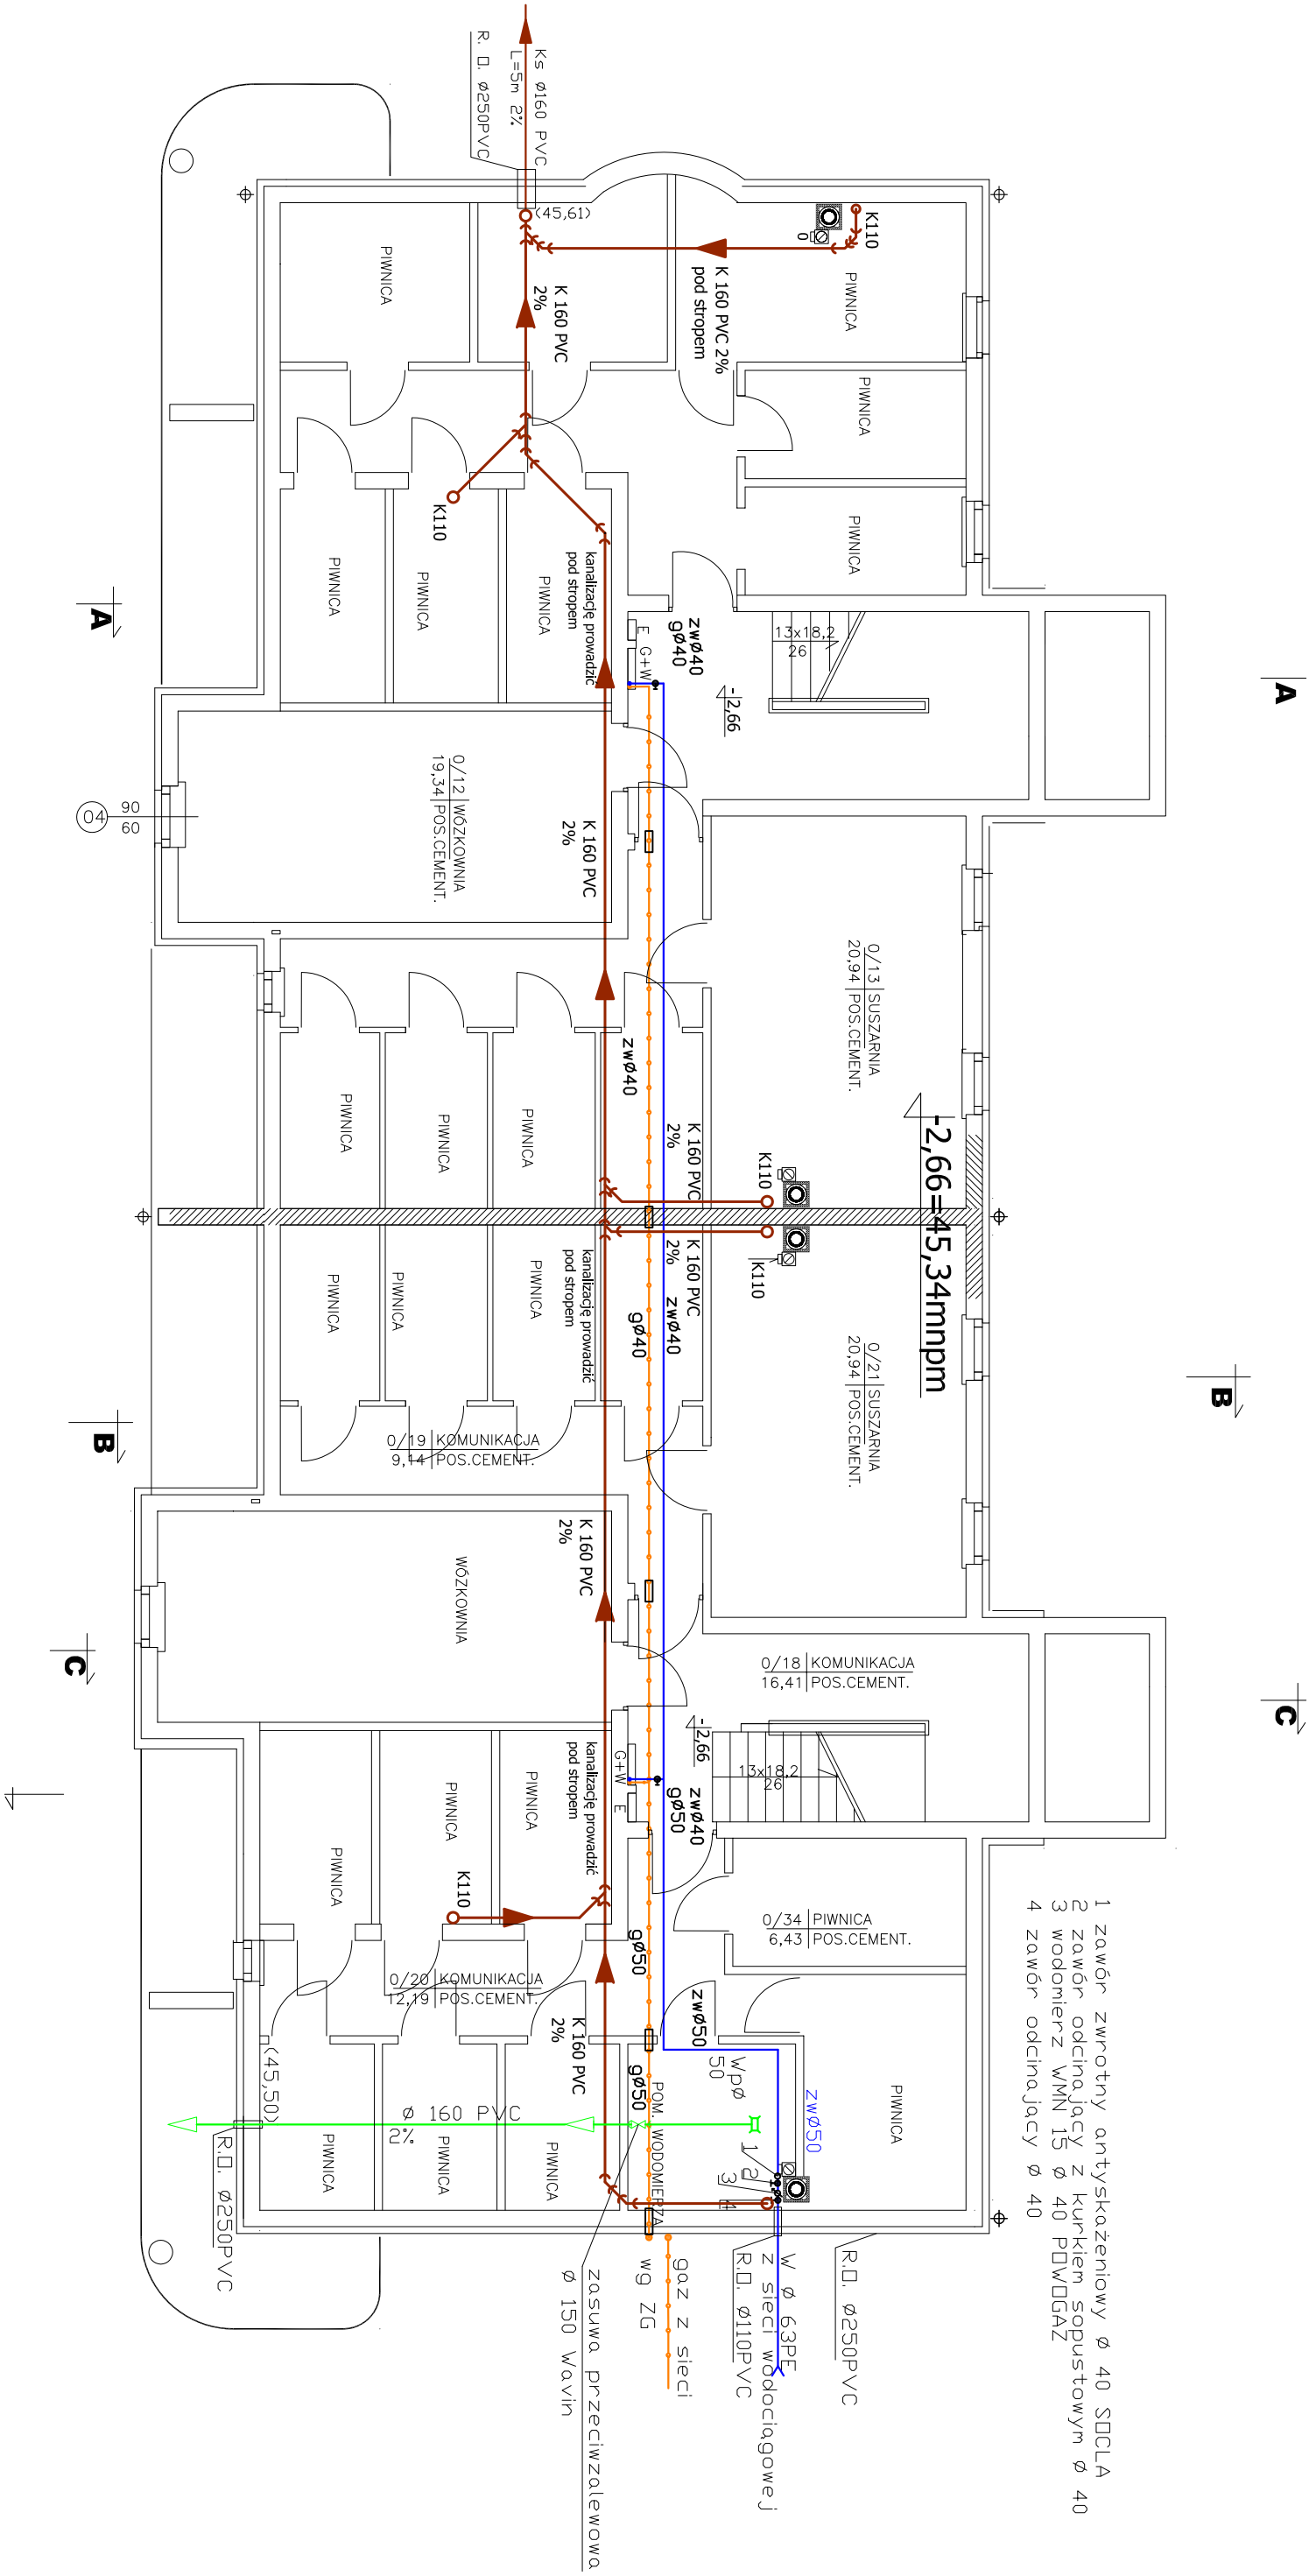 Ks Ø160 PVC
L=5m 2%
R. O. Ø250PVC
(45,61)
K110
0
PIWNICA
PIWNICA
K 160 PVC 2%
pod stropem
K 160 PVC
2%
PIWNICA
PIWNICA
K110
PIWNICA
PIWNICA
PIWNICA
kanalizację prowadzić
pod stropem
A
A
13x18,2
26
E G+W
zwØ40
gØ40
-2,66
04
90
60
0/12 WÓZKOWNIA
19,34 POS.CEMENT.
K 160 PVC
2%
0/13 SUSZARNIA
20,94 POS.CEMENT.
zwØ40
PIWNICA
PIWNICA
PIWNICA
K 160 PVC
2%
K110
-2,66=45,34mnpm
K110
K 160 PVC
2%
zwØ40
gØ40
PIWNICA
PIWNICA
PIWNICA
kanalizację prowadzić
pod stropem
0/21 SUSZARNIA
20,94 POS.CEMENT.
B
B
0/19 KOMUNIKACJA
9,14 POS.CEMENT.
K 160 PVC
2%
WÓZKOWNIA
0/18 KOMUNIKACJA
16,41 POS.CEMENT.
C
C
-2,66
13x18,2
26
G+W E
zwØ40
gØ50
kanalizację prowadzić
pod stropem
PIWNICA
PIWNICA
PIWNICA
K110
0/34 PIWNICA
6,43 POS.CEMENT.
gØ50
zwØ50
0/20 KOMUNIKACJA
12,19 POS.CEMENT.
K 160 PVC
2%
gØ50
WpØ
50
zwØ50
PIWNICA
POM. WODOMIERZA
1
2
3
4
(45,50)
Ø 160 PVC
2%
PIWNICA
PIWNICA
PIWNICA
R.O. Ø250PVC
R.O. Ø250PVC
W Ø 63PE
z sieci wodociągowej
R.O. Ø110PVC
gaz z sieci
wg ZG
zasuwa przeciwzalewowa
Ø 150 Wavin
1 zawór zwrotny antyskażeniowy Ø 40 SOCLA
2 zawór odcinający z kurkiem sopustowym Ø 40
3 wodomierz WMN 15 Ø 40 POWOGAZ
4 zawór odcinający Ø 40